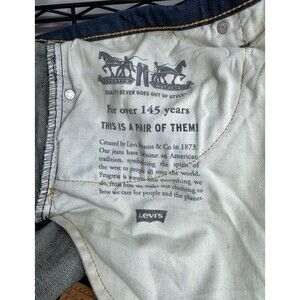 QUALITY NEVER GOES OUT OF STYLE
For over 145 years
THIS IS A PAIR OF THEM!
Created by Levi Strauss & Co in 1873
Our jeans have become an American
tradition, symbolizing the spirit of
the west to people all over the world.
Progress is woven into everything we
do, from how we make our clothing to
how we care for people and the planet.
Levi's